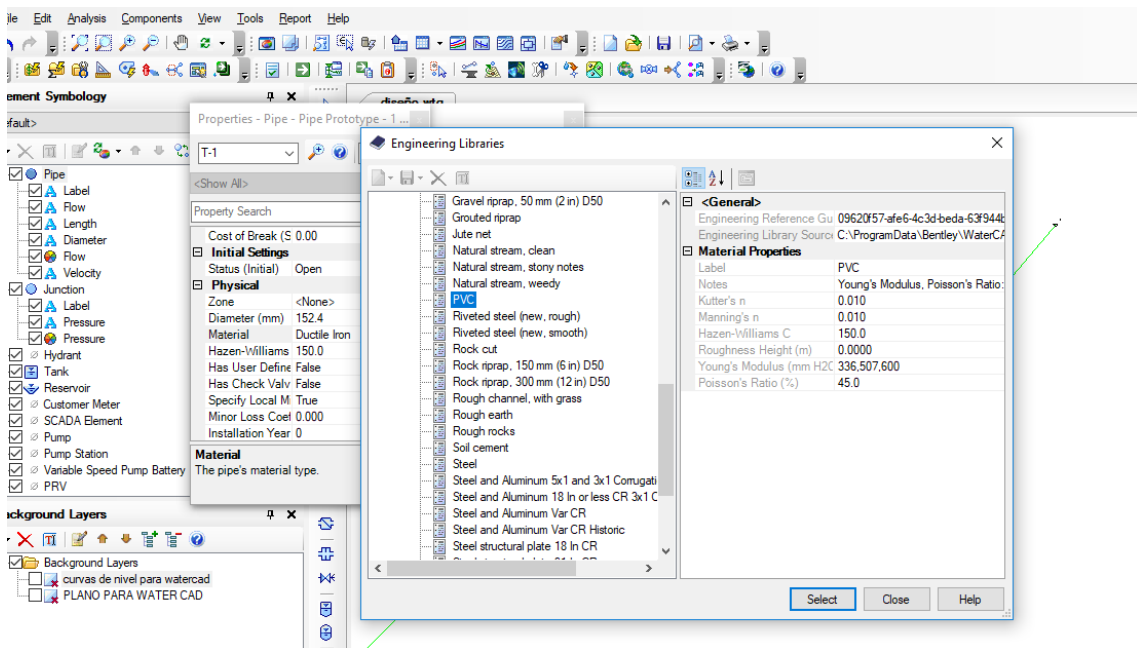 File Edit Analysis Components View Tools Report Help
Element Symbology
diseño.wtg
Default>
Pipe
Label
Flow
Length
Diameter
Flow
Velocity
Junction
Label
Pressure
Pressure
Hydrant
Tank
Reservoir
Customer Meter
SCADA Element
Pump
Pump Station
Variable Speed Pump Battery
PRV
Background Layers
Background Layers
curvas de nivel para watercad
PLANO PARA WATER CAD
Properties - Pipe - Pipe Prototype - 1 ...
T-1
<Show All>
Property Search
Cost of Break (S 0.00
Initial Settings
Status (Initial) Open
Physical
Zone <None>
Diameter (mm) 152.4
Material Ductile Iron
Hazen-Williams 150.0
Has User Define False
Has Check Valv False
Specify Local M True
Minor Loss Coef 0.000
Installation Year 0
Material
The pipe's material type.
Engineering Libraries
Gravel riprap, 50 mm (2 in) D50
Grouted riprap
Jute net
Natural stream, clean
Natural stream, stony notes
Natural stream, weedy
PVC
Riveted steel (new, rough)
Riveted steel (new, smooth)
Rock cut
Rock riprap, 150 mm (6 in) D50
Rock riprap, 300 mm (12 in) D50
Rough channel, with grass
Rough earth
Rough rocks
Soil cement
Steel
Steel and Aluminum 5x1 and 3x1 Corrugati
Steel and Aluminum 18 In or less CR 3x1 C
Steel and Aluminum Var CR
Steel and Aluminum Var CR Historic
Steel structural plate 18 In CR
<General>
Engineering Reference Gu 09620f57-afe6-4c3d-beda-63f944b
Engineering Library Source C:\ProgramData\Bentley\WaterCA
Material Properties
Label PVC
Notes Young's Modulus, Poisson's Ratio:
Kutter's n 0.010
Manning's n 0.010
Hazen-Williams C 150.0
Roughness Height (m) 0.0000
Young's Modulus (mm H2O 336,507,600
Poisson's Ratio (%) 45.0
Select Close Help